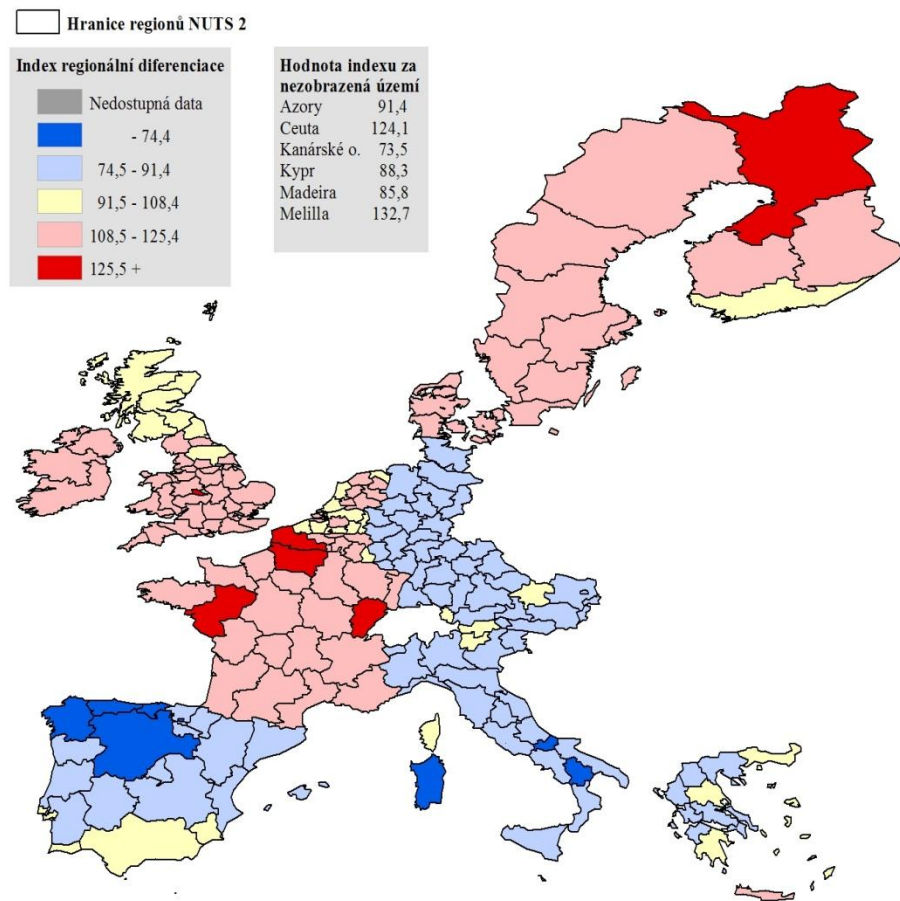 Hranice regionů NUTS 2
Index regionální diferenciace
Nedostupná data
- 74,4
74,5 - 91,4
91,5 - 108,4
108,5 - 125,4
125,5 +
Hodnota indexu za
nezobrazená území
Azory 91,4
Ceuta 124,1
Kanárské o. 73,5
Kypr 88,3
Madeira 85,8
Melilla 132,7